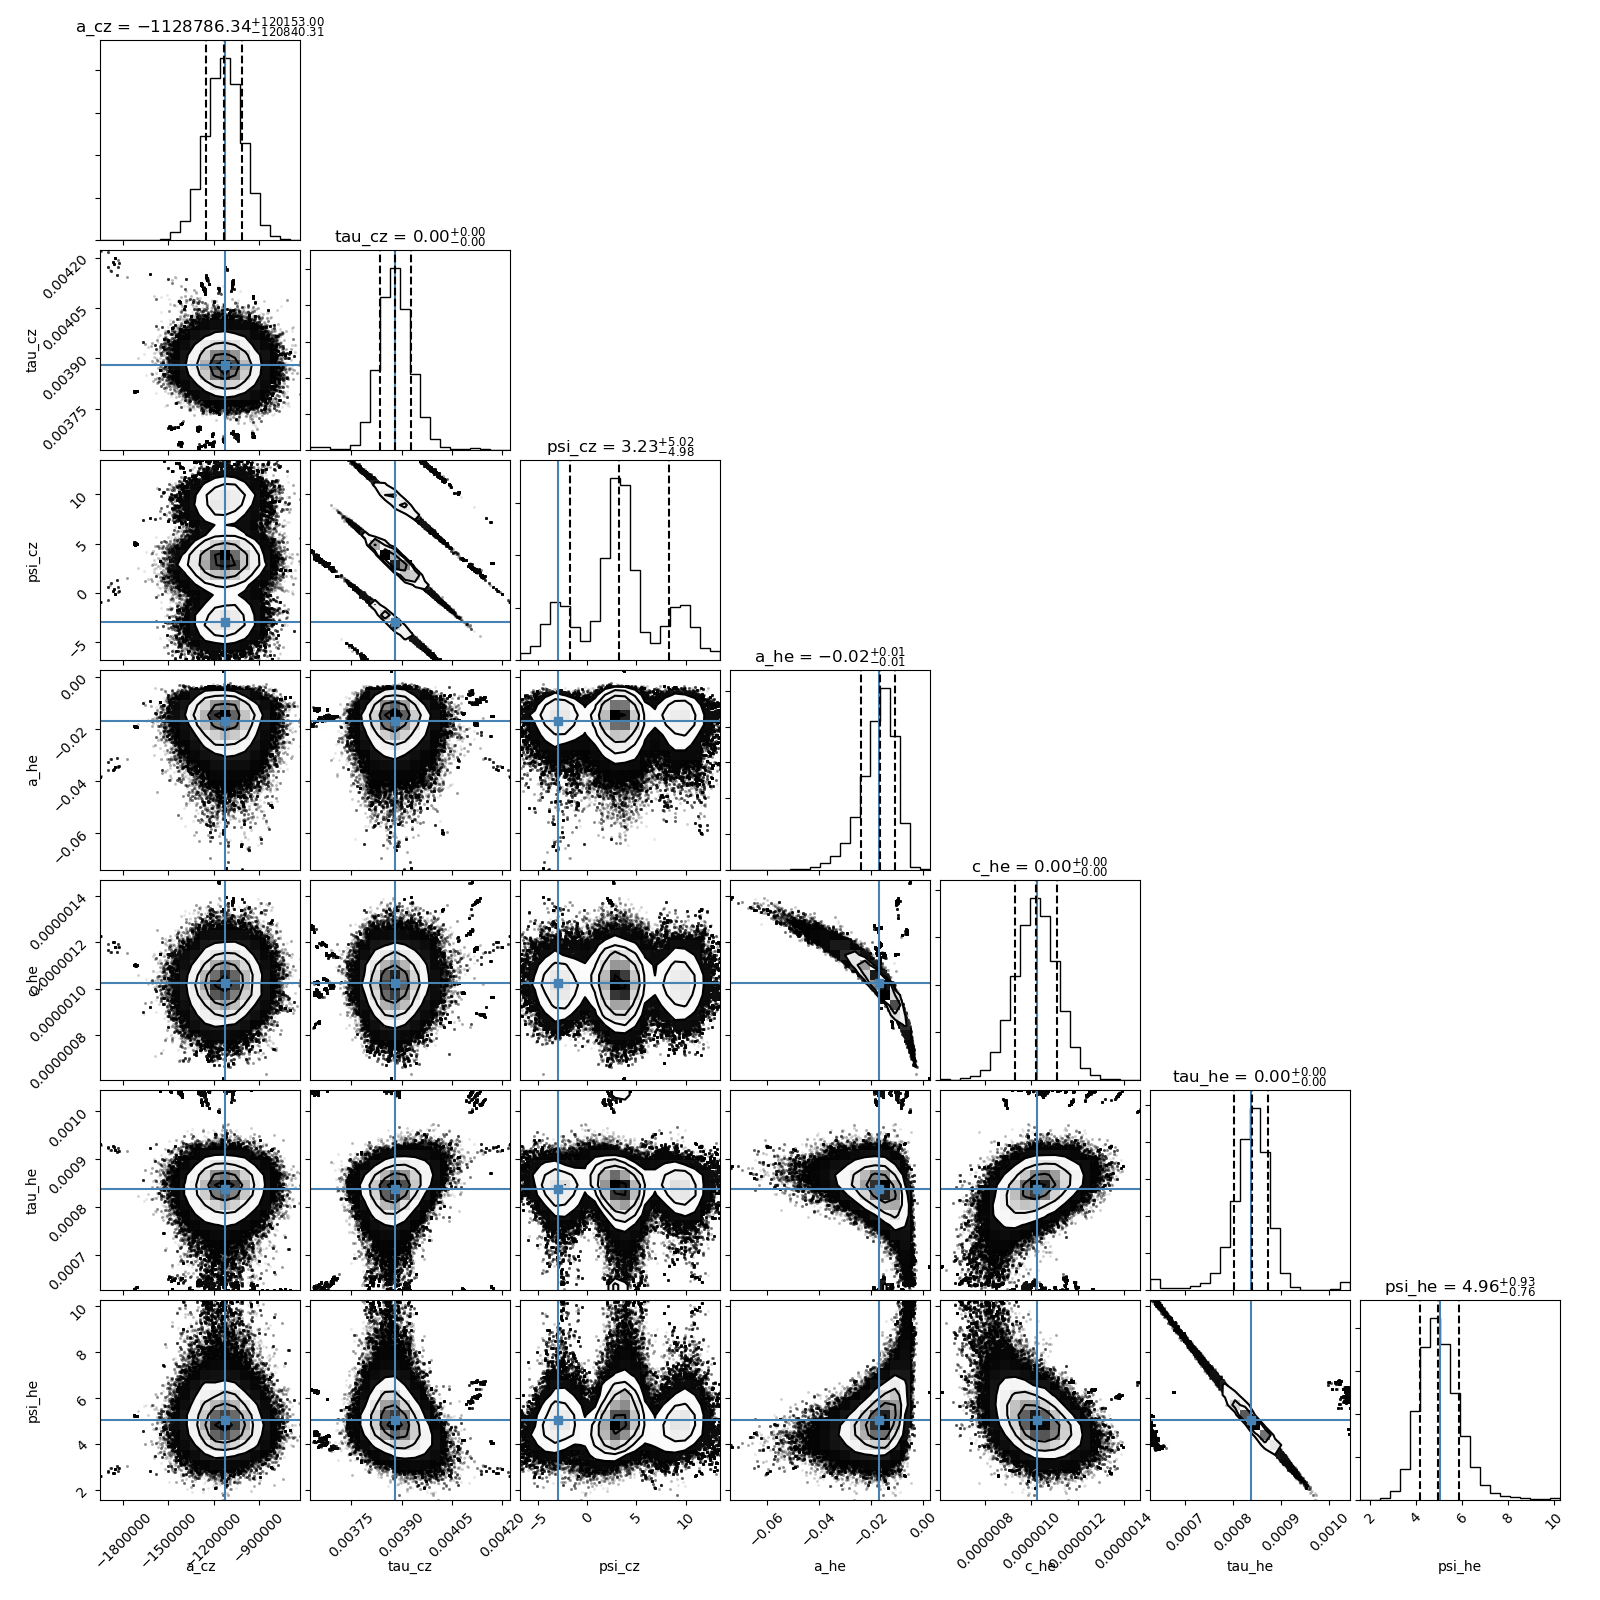 a_cz = −1128786.34 +120153.00 −120840.31
tau_cz = 0.00 +0.00 −0.00
0.00420
0.00405
0.00390
0.00375
tau_cz
psi_cz = 3.23 +5.02 −4.98
10
5
0
−5
psi_cz
a_he = −0.02 +0.01 −0.01
0.00
−0.02
−0.04
−0.06
a_he
c_he = 0.00 +0.00 −0.00
0.0000014
0.0000012
0.0000010
0.0000008
c_he
tau_he = 0.00 +0.00 −0.00
0.0010
0.0009
0.0008
0.0007
tau_he
psi_he = 4.96 +0.93 −0.76
10
8
6
4
2
psi_he
−1800000 −1500000 −1200000 −900000
0.00375 0.00390 0.00405 0.00420
−5 0 5 10
−0.06 −0.04 −0.02 0.00
0.0000008 0.0000010 0.0000012 0.0000014
0.0007 0.0008 0.0009 0.0010
2 4 6 8 10
a_cz tau_cz psi_cz a_he c_he tau_he psi_he